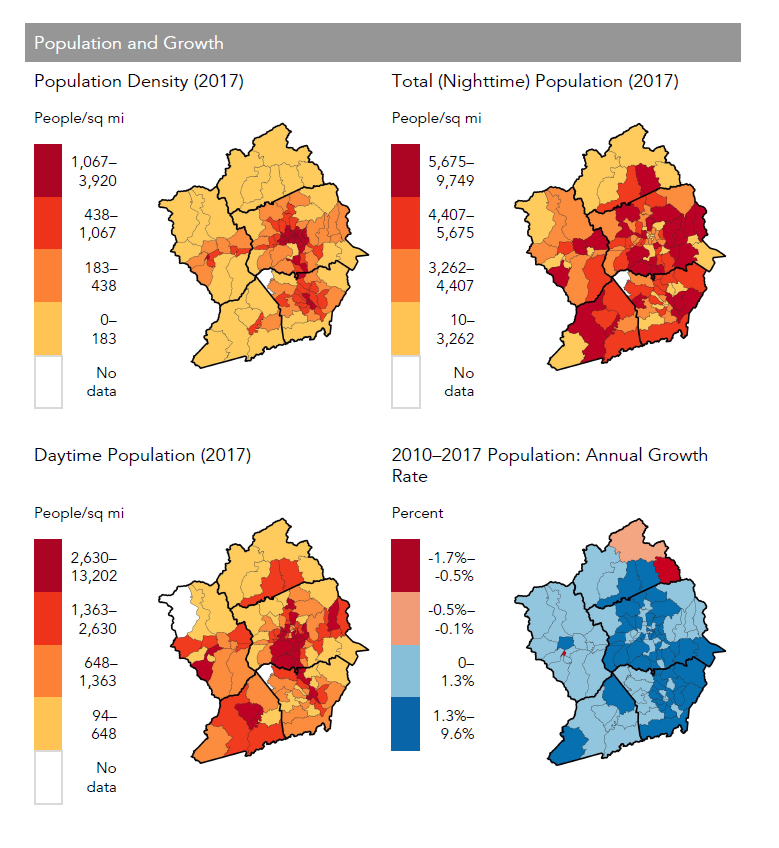 Population and Growth
Population Density (2017)
People/sq mi
1,067–
3,920
438–
1,067
183–
438
0–
183
No
data
Total (Nighttime) Population (2017)
People/sq mi
5,675–
9,749
4,407–
5,675
3,262–
4,407
10–
3,262
No
data
Daytime Population (2017)
People/sq mi
2,630–
13,202
1,363–
2,630
648–
1,363
94–
648
No
data
2010–2017 Population: Annual Growth
Rate
Percent
-1.7%–
-0.5%
-0.5%–
-0.1%
0–
1.3%
1.3%–
9.6%